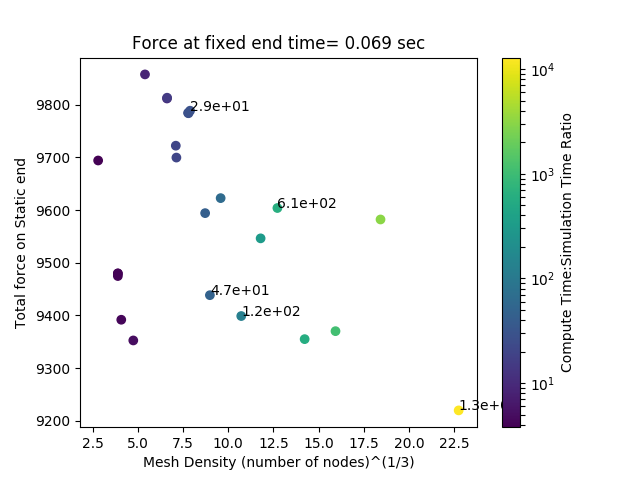 Force at fixed end time= 0.069 sec
Total force on Static end
9800
9700
9600
9500
9400
9300
9200
2.9e+01
6.1e+02
4.7e+01
1.2e+02
2.5
5.0
7.5
10.0
12.5
15.0
17.5
20.0
22.5
Mesh Density (number of nodes)^(1/3)
10^4
10^3
10^2
10^1
Compute Time:Simulation Time Ratio